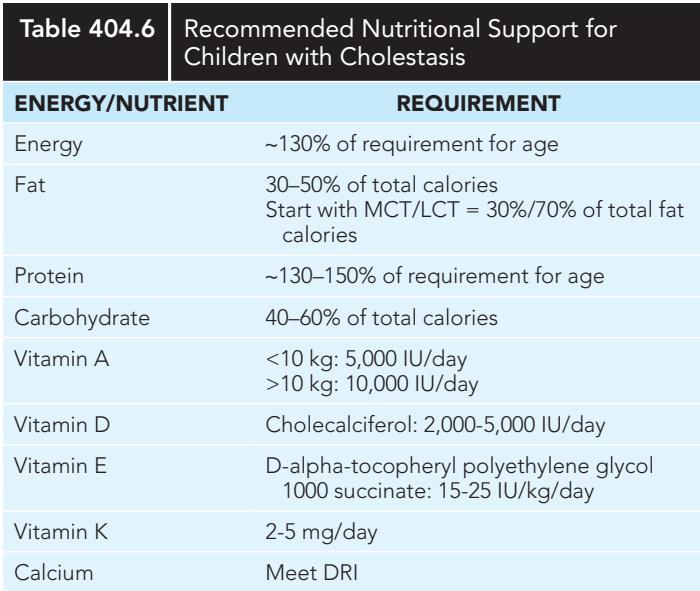 Table 404.6 Recommended Nutritional Support for
Children with Cholestasis
ENERGY/NUTRIENT REQUIREMENT
Energy ~130% of requirement for age
Fat 30–50% of total calories
Start with MCT/LCT = 30%/70% of total fat
calories
Protein ~130–150% of requirement for age
Carbohydrate 40–60% of total calories
Vitamin A <10 kg: 5,000 IU/day
>10 kg: 10,000 IU/day
Vitamin D Cholecalciferol: 2,000-5,000 IU/day
Vitamin E D-alpha-tocopheryl polyethylene glycol
1000 succinate: 15-25 IU/kg/day
Vitamin K 2-5 mg/day
Calcium Meet DRI